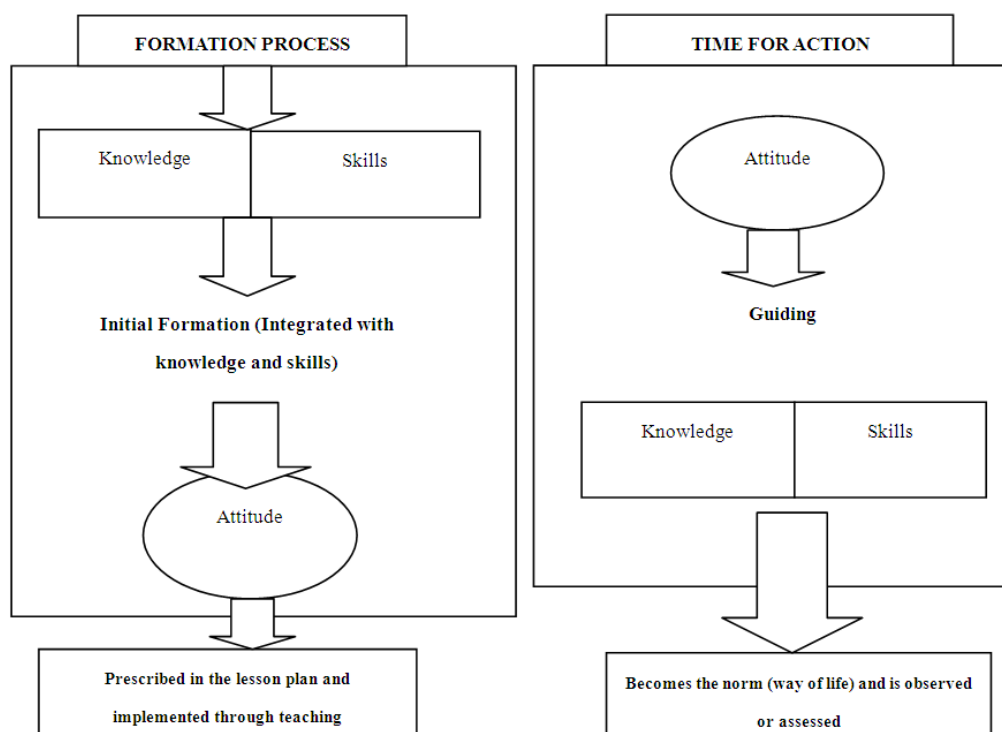 FORMATION PROCESS
Knowledge
Skills
Initial Formation (Integrated with
knowledge and skills)
Attitude
Prescribed in the lesson plan and
implemented through teaching
TIME FOR ACTION
Attitude
Guiding
Knowledge
Skills
Becomes the norm (way of life) and is observed
or assessed